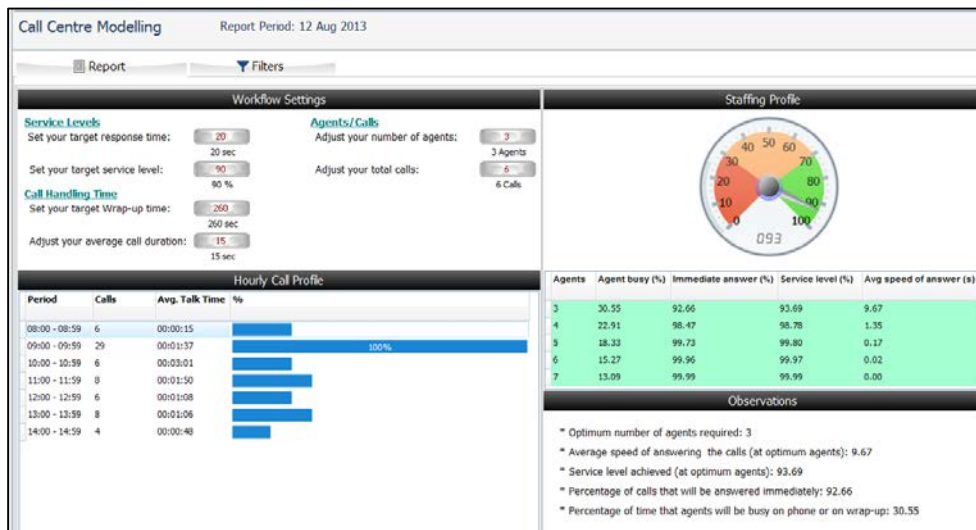 Call Centre Modelling Report Period: 12 Aug 2013
Report Filters
Workflow Settings
Service Levels
Set your target response time: 20
20 sec
Set your target service level: 90
90 %
Call Handling Time
Set your target Wrap-up time: 260
260 sec
Adjust your average call duration: 15
15 sec
Agents/Calls
Adjust your number of agents: 3
3 Agents
Adjust your total calls: 6
6 Calls
Hourly Call Profile
Period Calls Avg. Talk Time %
08:00 - 08:59 6 00:00:15
09:00 - 09:59 29 00:01:37 100%
10:00 - 10:59 6 00:03:01
11:00 - 11:59 8 00:01:50
12:00 - 12:59 6 00:01:08
13:00 - 13:59 8 00:01:06
14:00 - 14:59 4 00:00:48
Staffing Profile
0 10 20 30 40 50 60 70 80 90 100
093
Agents Agent busy (%) Immediate answer (%) Service level (%) Avg speed of answer (s)
3 30.55 92.66 93.69 9.67
4 22.91 98.47 98.78 1.35
5 18.33 99.73 99.80 0.17
6 15.27 99.96 99.97 0.02
7 13.09 99.99 99.99 0.00
Observations
* Optimum number of agents required: 3
* Average speed of answering the calls (at optimum agents): 9.67
* Service level achieved (at optimum agents): 93.69
* Percentage of calls that will be answered immediately: 92.66
* Percentage of time that agents will be busy on phone or on wrap-up: 30.55